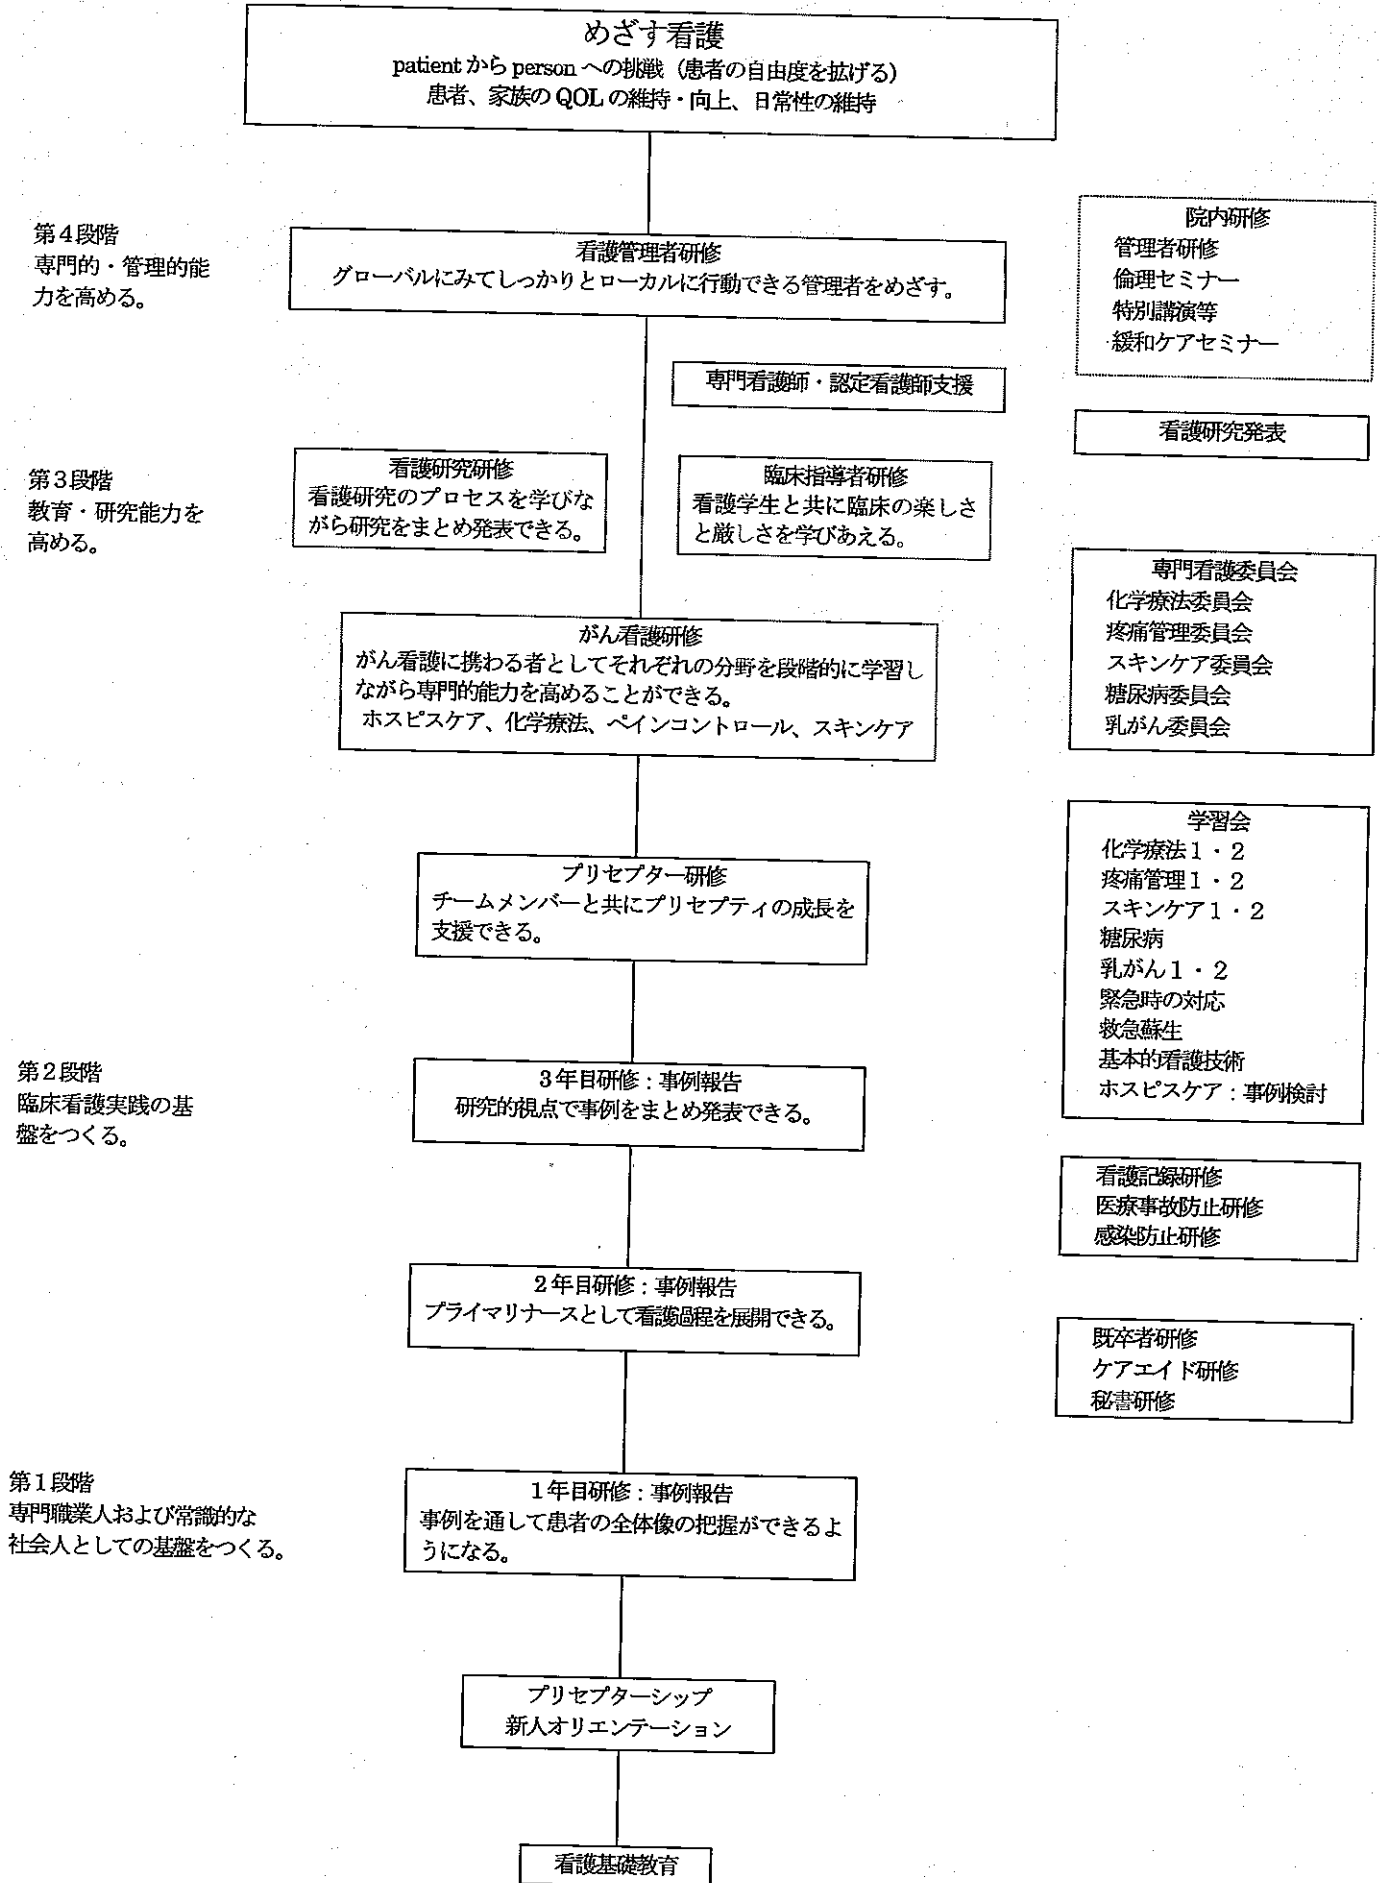 めざす看護
patient から person への挑戦（患者の自由度を拡げる）
患者、家族の QOL の維持・向上、日常性の維持
第４段階
専門的・管理的能
力を高める。
看護管理者研修
グローバルにみてしっかりとローカルに行動できる管理者をめざす。
院内研修
管理者研修
倫理セミナー
特別講演等
緩和ケアセミナー
専門看護師・認定看護師支援
看護研究発表
第３段階
教育・研究能力を
高める。
看護研究研修
看護研究のプロセスを学びな
がら研究をまとめ発表できる。
臨床指導者研修
看護学生と共に臨床の楽しさ
と厳しさを学びあえる。
専門看護委員会
化学療法委員会
疼痛管理委員会
スキンケア委員会
糖尿病委員会
乳がん委員会
がん看護研修
がん看護に携わる者としてそれぞれの分野を段階的に学習し
ながら専門的能力を高めることができる。
ホスピスケア、化学療法、ペインコントロール、スキンケア
学習会
化学療法１・２
疼痛管理１・２
スキンケア１・２
糖尿病
乳がん１・２
緊急時の対応
救急蘇生
基本的看護技術
ホスピスケア：事例検討
プリセプター研修
チームメンバーと共にプリセプティの成長を
支援できる。
第２段階
臨床看護実践の基
盤をつくる。
３年目研修：事例報告
研究的視点で事例をまとめ発表できる。
看護記録研修
医療事故防止研修
感染防止研修
２年目研修：事例報告
プライマリナースとして看護過程を展開できる。
既卒者研修
ケアエイド研修
秘書研修
第１段階
専門職業人および常識的な
社会人としての基盤をつくる。
１年目研修：事例報告
事例を通して患者の全体像の把握ができるよ
うになる。
プリセプターシップ
新人オリエンテーション
看護基礎教育